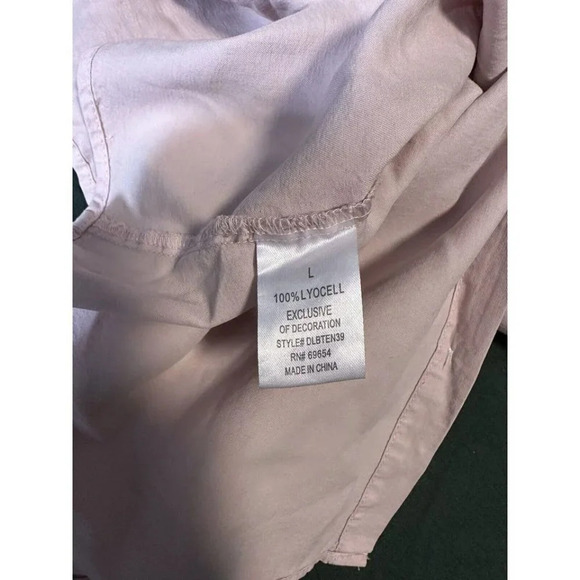 L
100%LYOCELL
EXCLUSIVE
OF DECORATION
STYLE# DLBTEN39
RN# 69654
MADE IN CHINA